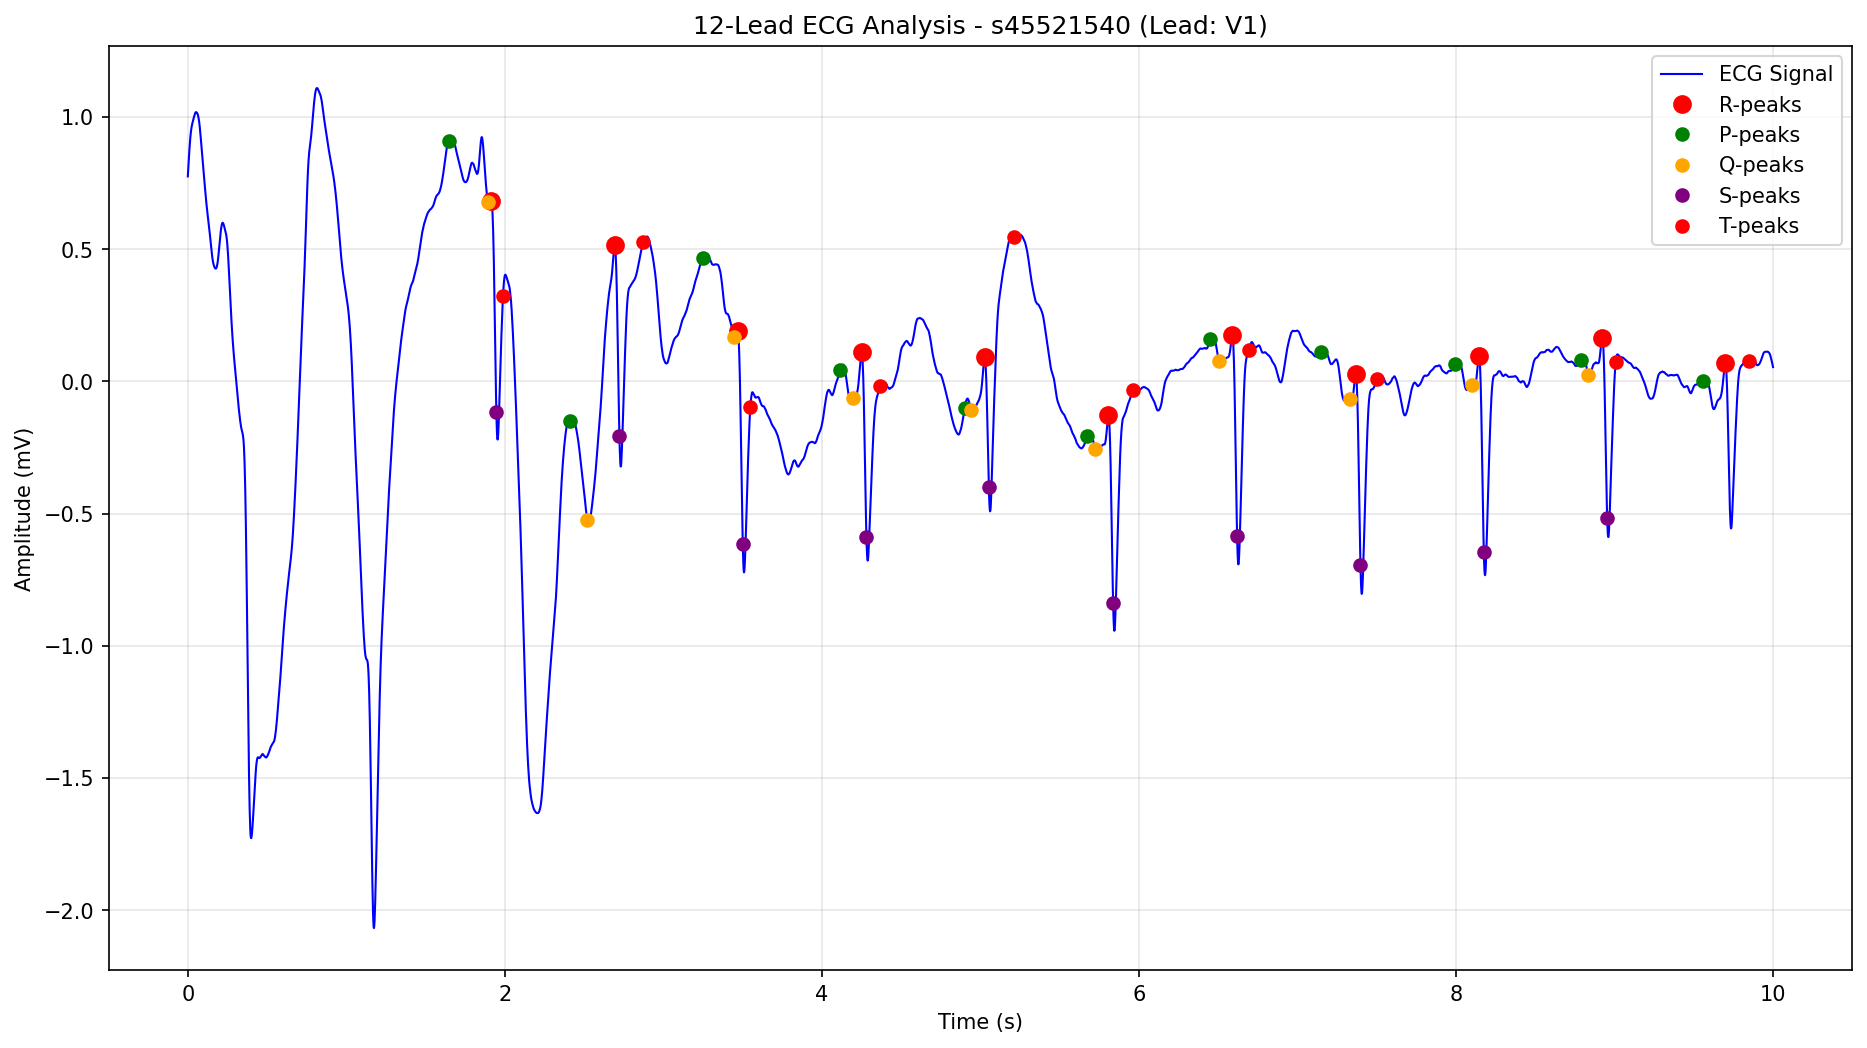 12-Lead ECG Analysis - s45521540 (Lead: V1)
ECG Signal
R-peaks
P-peaks
Q-peaks
S-peaks
T-peaks
Amplitude (mV)
1.0
0.5
0.0
−0.5
−1.0
−1.5
−2.0
0 2 4 6 8 10
Time (s)